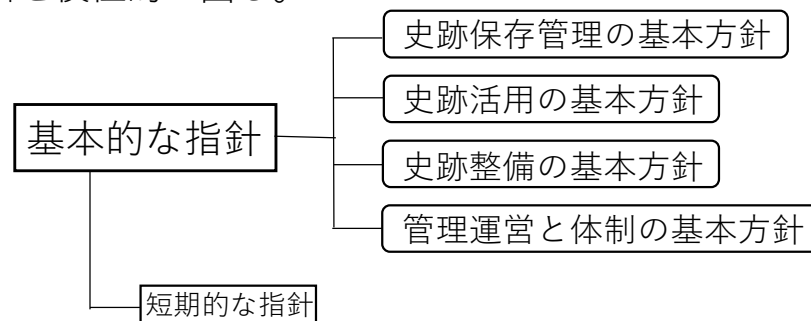 史跡保存管理の基本方針
史跡活用の基本方針
基本的な指針
史跡整備の基本方針
管理運営と体制の基本方針
短期的な指針